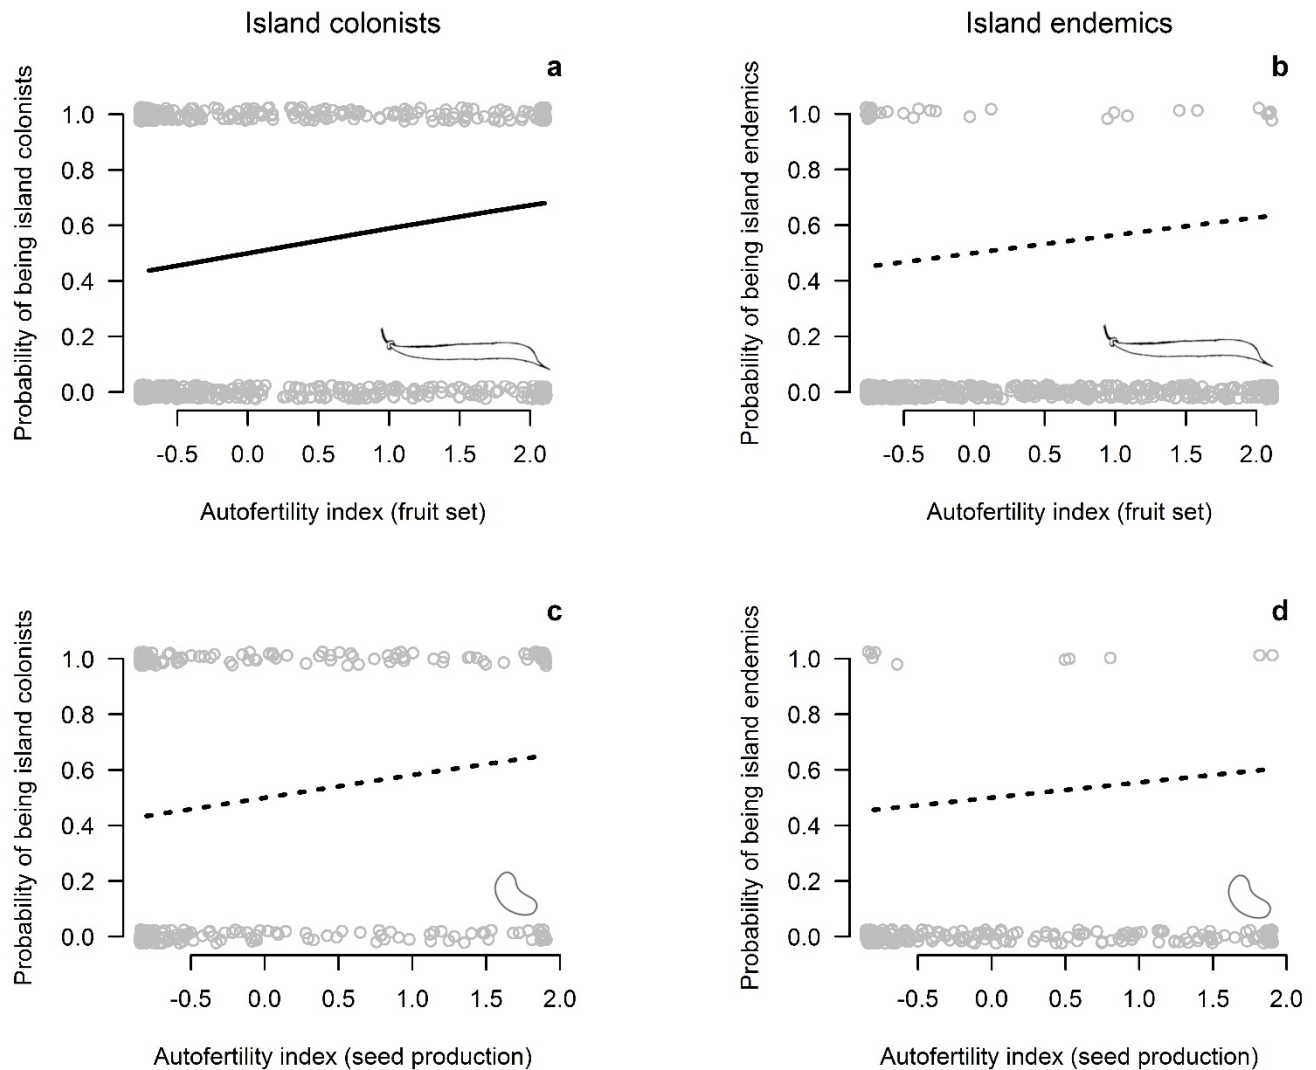 Island colonists
Island endemics
a
Probability of being island colonists
1.0
0.8
0.6
0.4
0.2
0.0
-0.5 0.0 0.5 1.0 1.5 2.0
Autofertility index (fruit set)
b
Probability of being island endemics
1.0
0.8
0.6
0.4
0.2
0.0
-0.5 0.0 0.5 1.0 1.5 2.0
Autofertility index (fruit set)
c
Probability of being island colonists
1.0
0.8
0.6
0.4
0.2
0.0
-0.5 0.0 0.5 1.0 1.5 2.0
Autofertility index (seed production)
d
Probability of being island endemics
1.0
0.8
0.6
0.4
0.2
0.0
-0.5 0.0 0.5 1.0 1.5 2.0
Autofertility index (seed production)